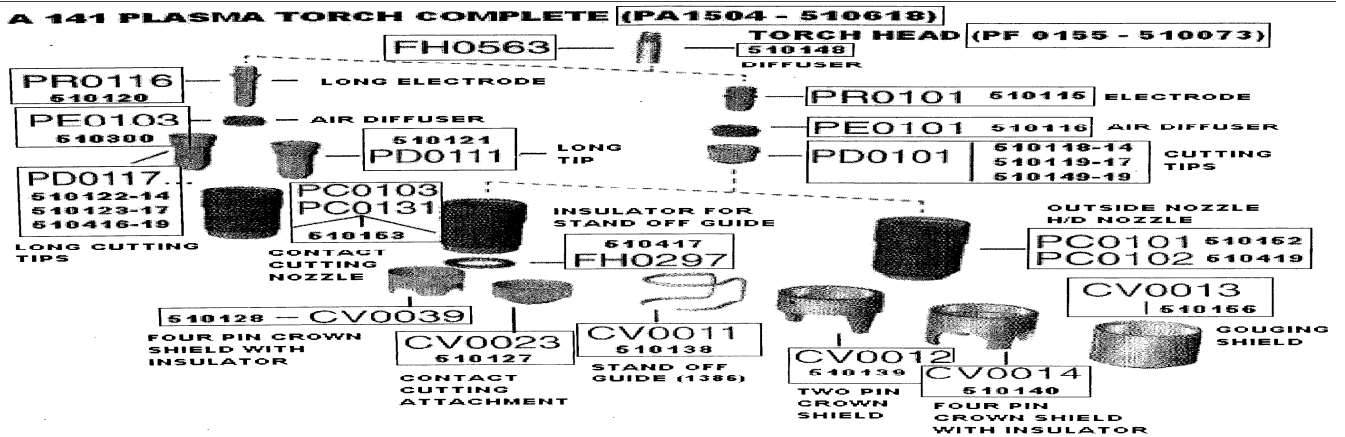 A 141 PLASMA TORCH COMPLETE (PA1504 - 510618)
TORCH HEAD (PF 0155 - 510073)
FH0563
510148
DIFFUSER
PR0116
510120
LONG ELECTRODE
PR0101 510115
ELECTRODE
PE0103
510300
AIR DIFFUSER
PE0101 510116
AIR DIFFUSER
510121
PD0111
LONG
TIP
PD0101
510118-14
510119-17
510149-19
CUTTING
TIPS
PD0117
510122-14
510123-17
510416-19
LONG CUTTING
TIPS
PC0103
PC0131
510153
CONTACT
CUTTING
NOZZLE
INSULATOR FOR
STAND OFF GUIDE
510417
FH0297
OUTSIDE NOZZLE
H/D NOZZLE
PC0101 510152
PC0102 510419
CV0013
510156
GOUGING
SHIELD
510128 - CV0039
FOUR PIN CROWN
SHIELD WITH
INSULATOR
CV0023
510127
CONTACT
CUTTING
ATTACHMENT
CV0011
510138
STAND OFF
GUIDE (1386)
CV0012
510139
TWO PIN
CROWN
SHIELD
CV0014
510140
FOUR PIN
CROWN SHIELD
WITH INSULATOR